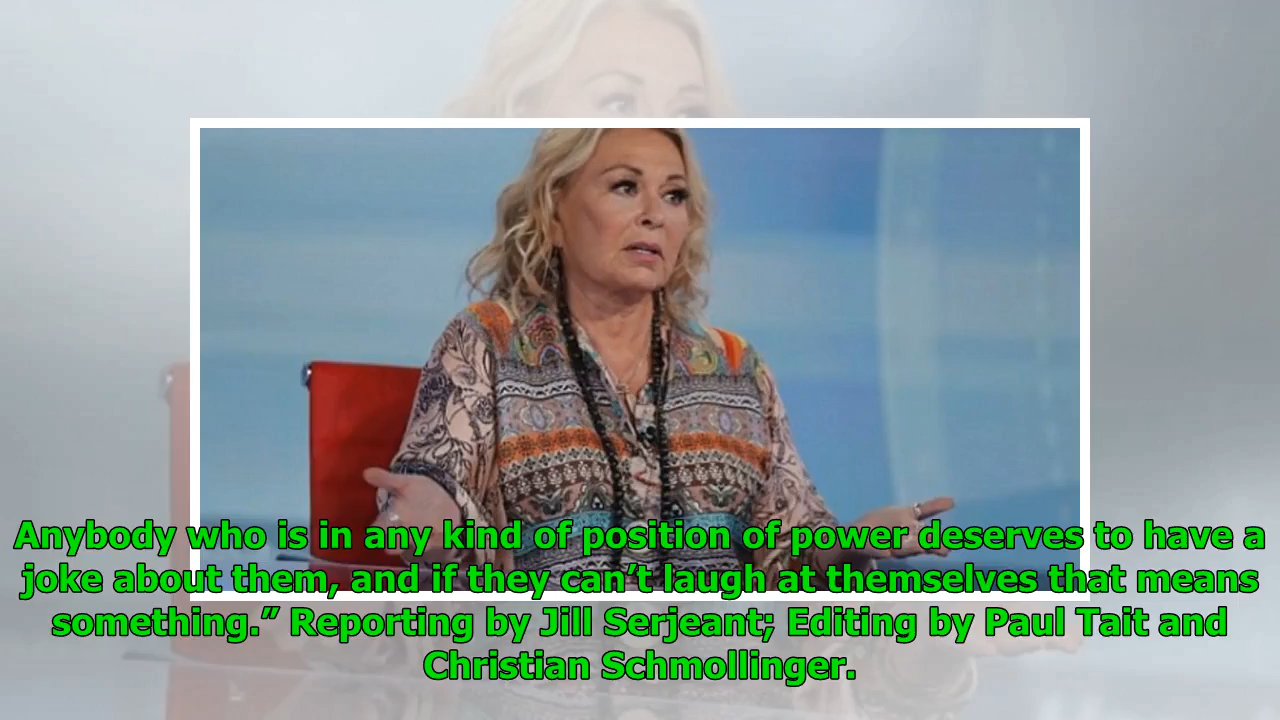 Anybody who is in any kind of position of power deserves to have a
joke about them, and if they can’t laugh at themselves that means
something.” Reporting by Jill Serjeant; Editing by Paul Tait and
Christian Schmollinger.